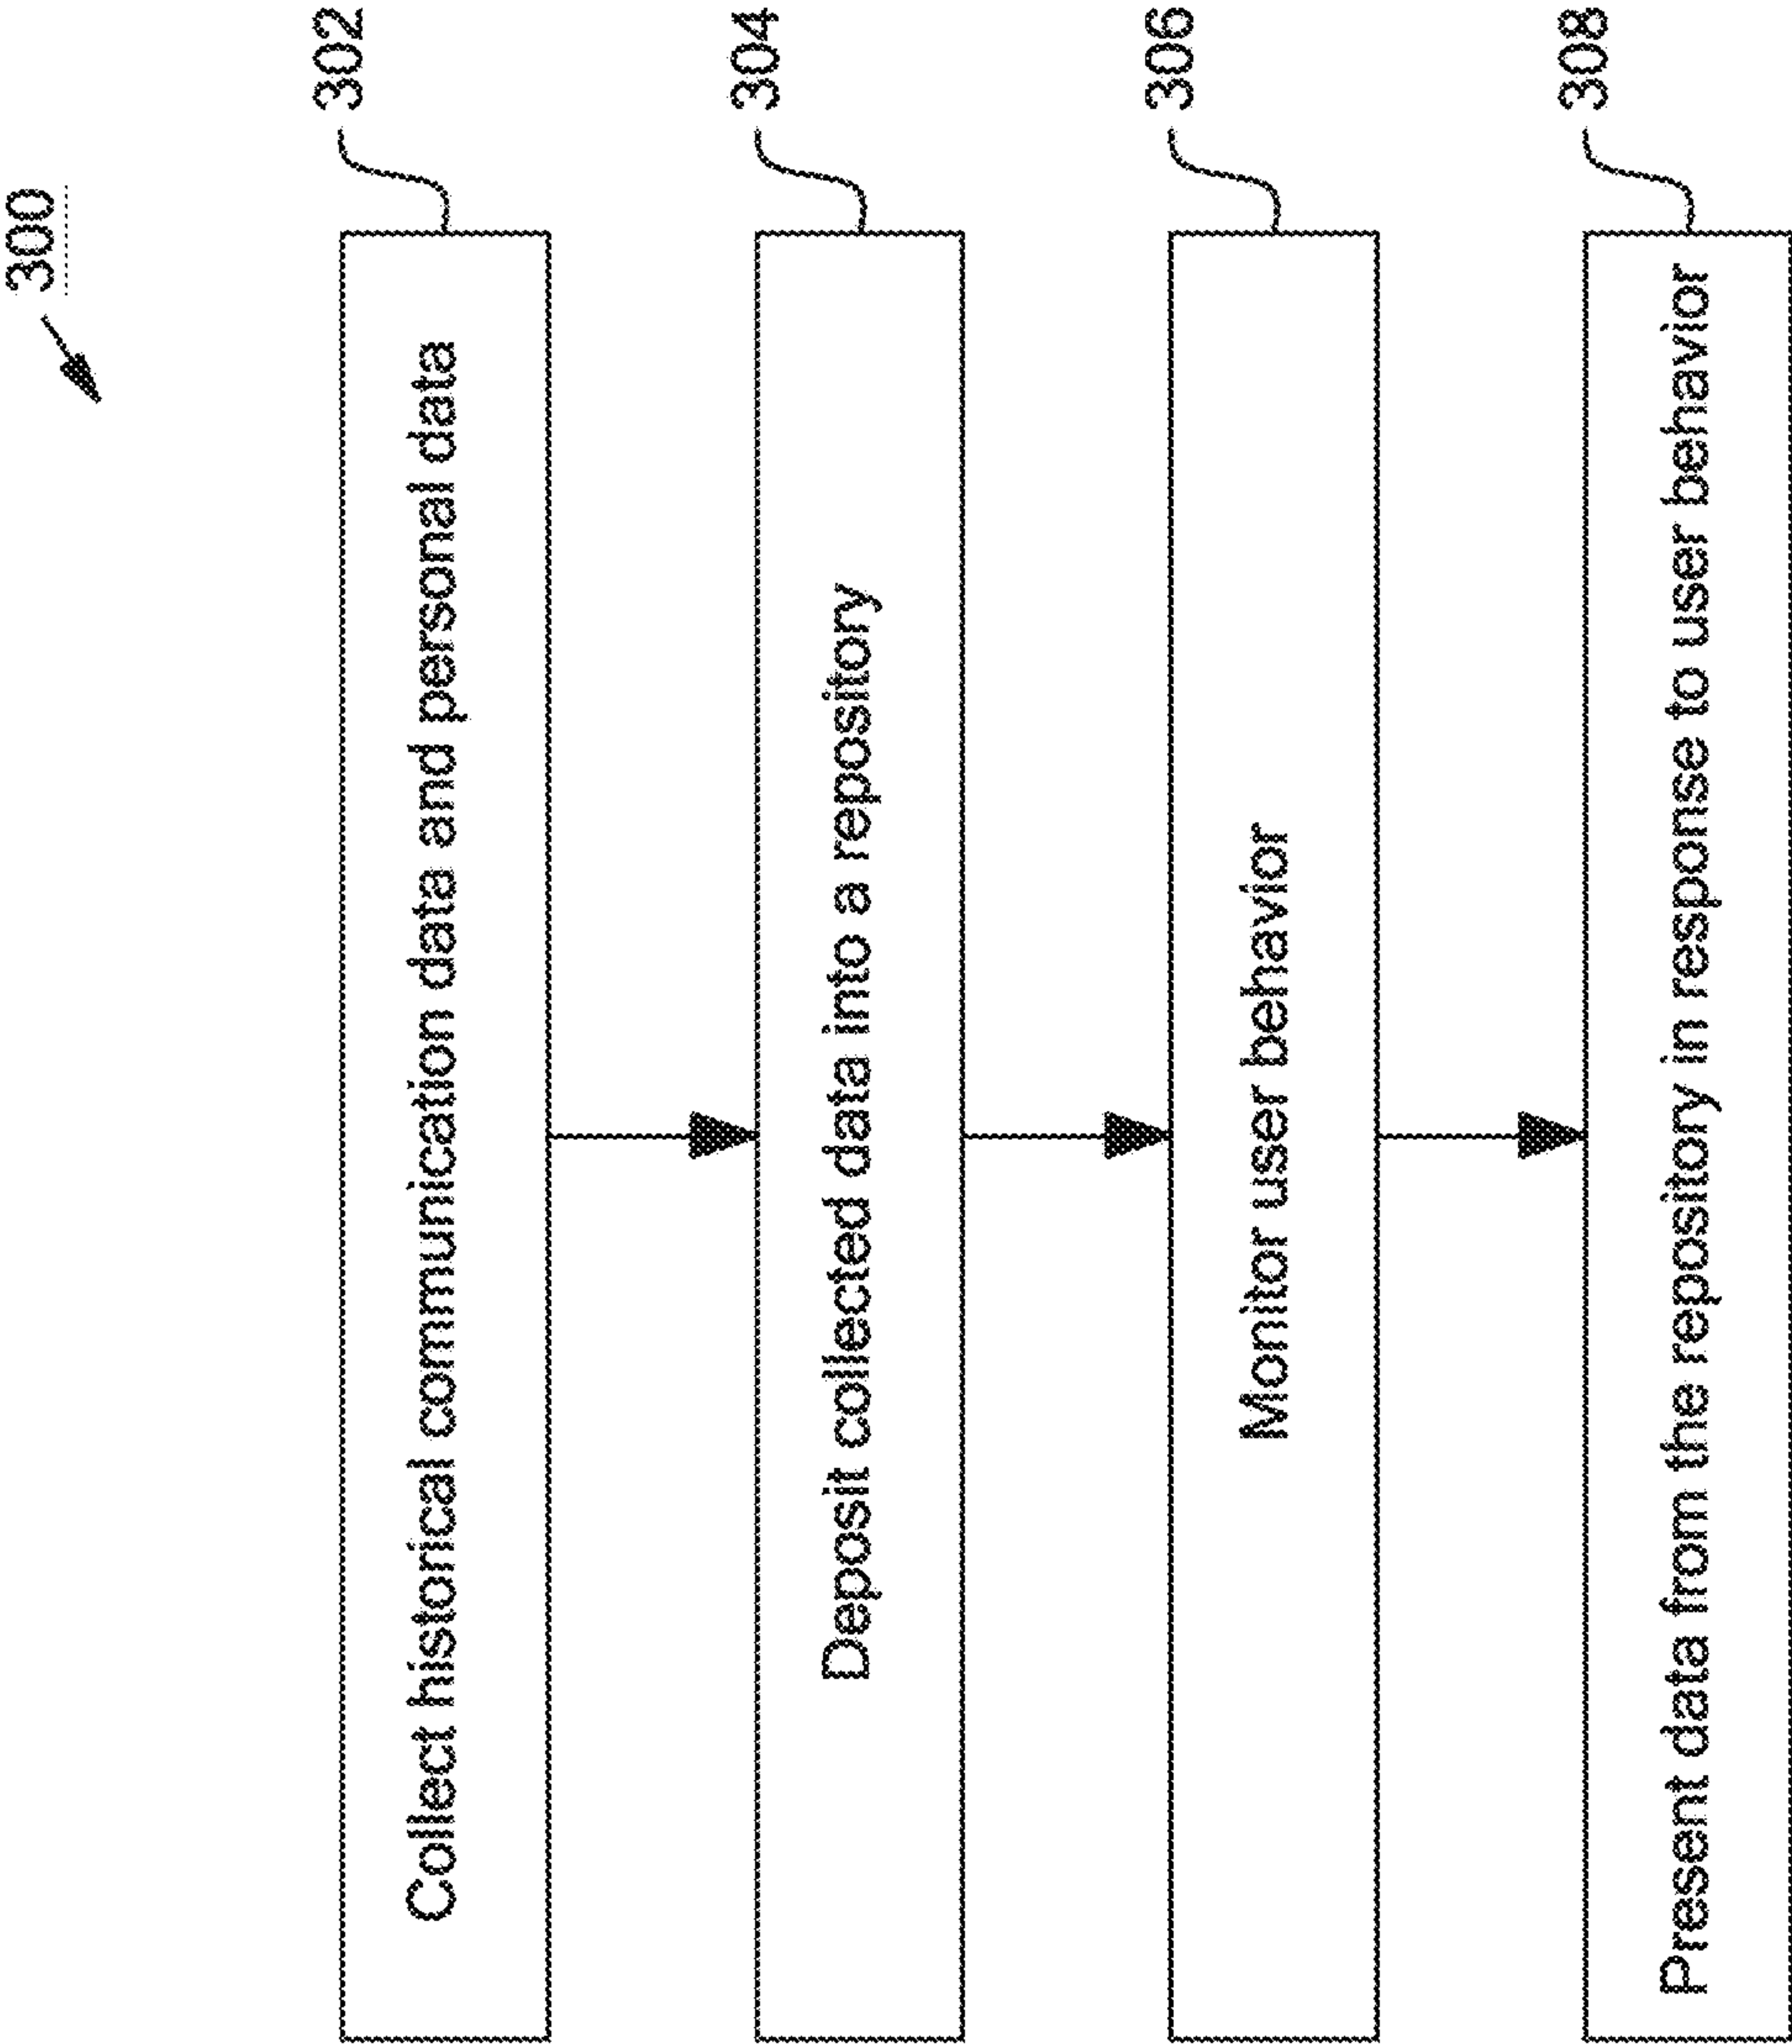 300
Collect historical communication data and personal data
302
Deposit collected data into a repository
304
Monitor user behavior
306
Present data from the repository in response to user behavior
308